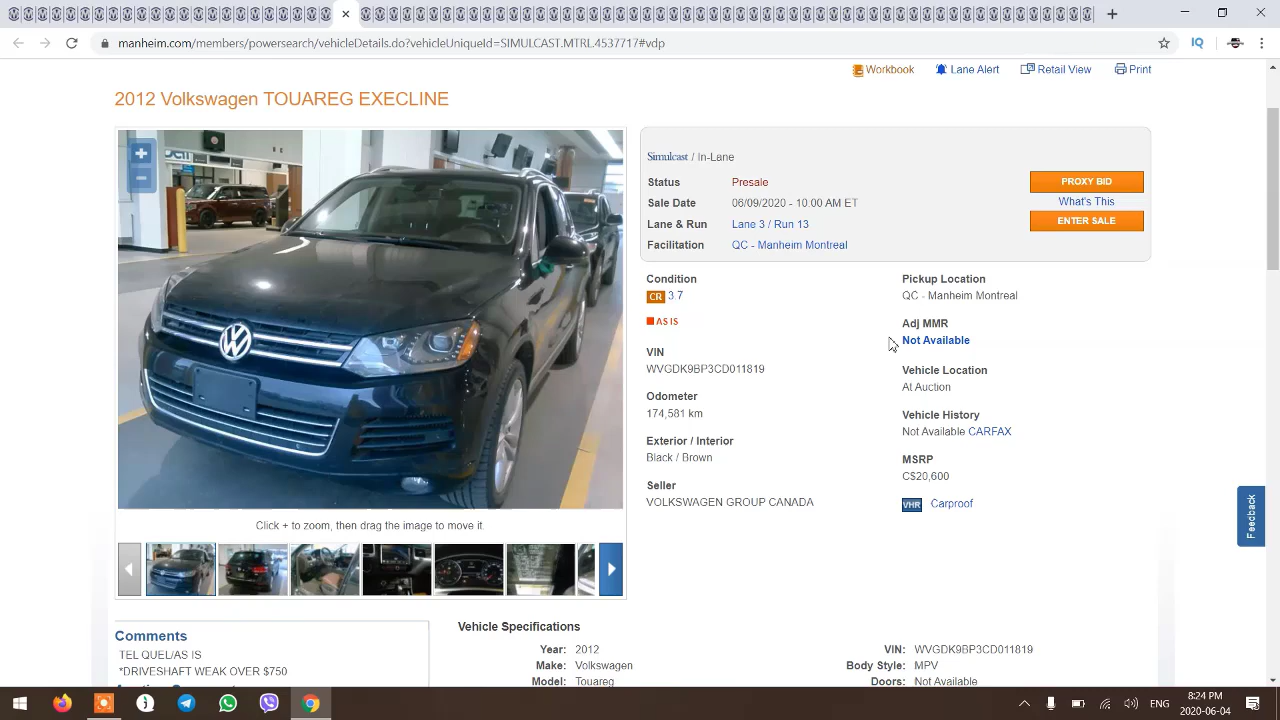 manheim.com/members/powersearch/vehicleDetails.do?vehicleUniqueId=SIMULCAST.MTRL.4537717#vdp
Workbook Lane Alert Retail View Print
2012 Volkswagen TOUAREG EXECLINE
Simulcast / In-Lane
Status Presale
PROXY BID
Sale Date 06/09/2020 - 10:00 AM ET
What's This
Lane & Run Lane 3 / Run 13
ENTER SALE
Facilitation QC - Manheim Montreal
Condition
CR 3.7
AS IS
VIN
WVGDK9BP3CD011819
Odometer
174,581 km
Exterior / Interior
Black / Brown
Seller
VOLKSWAGEN GROUP CANADA
Pickup Location
QC - Manheim Montreal
Adj MMR
Not Available
Vehicle Location
At Auction
Vehicle History
Not Available CARFAX
MSRP
C$20,600
VHR Carproof
Feedback
Click + to zoom, then drag the image to move it.
Comments
TEL QUEL/AS IS
*DRIVESHAFT WEAK OVER $750
Vehicle Specifications
Year: 2012
Make: Volkswagen
Model: Touareg
VIN: WVGDK9BP3CD011819
Body Style: MPV
Doors: Not Available
ENG
8:24 PM
2020-06-04